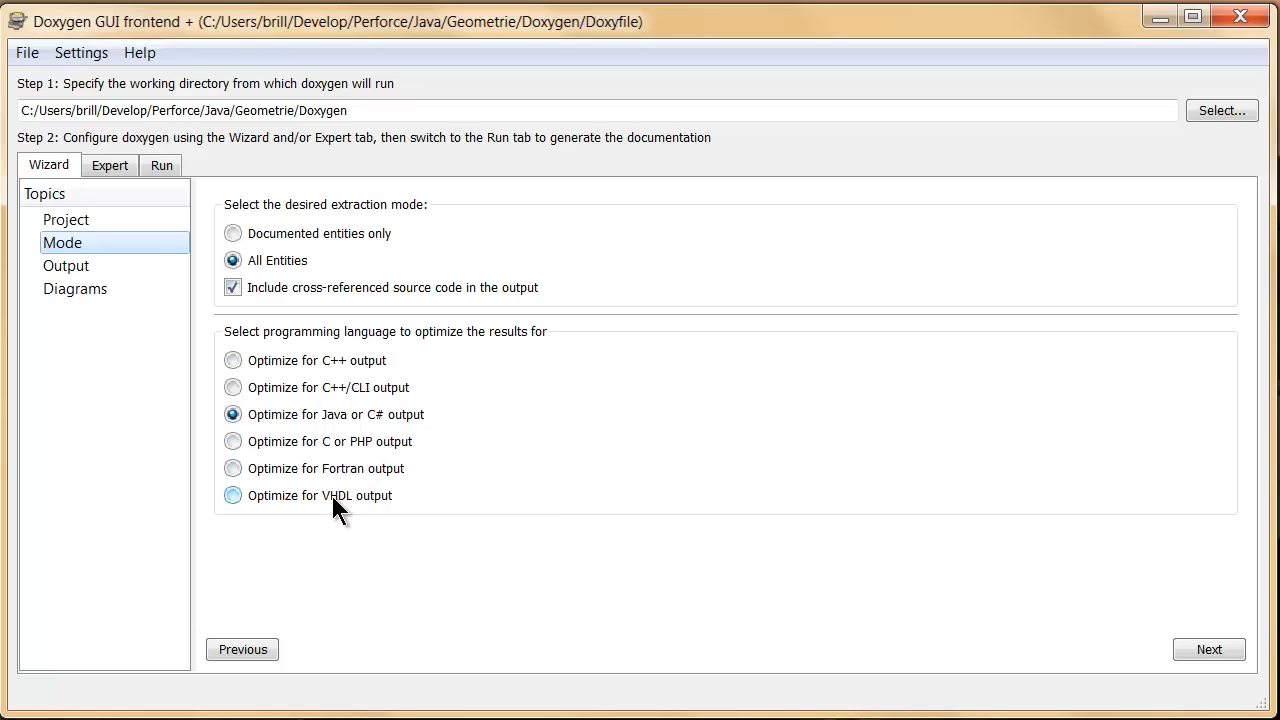 Doxygen GUI frontend + (C:/Users/brill/Develop/Perforce/Java/Geometrie/Doxygen/Doxyfile)
File Settings Help
Step 1: Specify the working directory from which doxygen will run
C:/Users/brill/Develop/Perforce/Java/Geometrie/Doxygen Select...
Step 2: Configure doxygen using the Wizard and/or Expert tab, then switch to the Run tab to generate the documentation
Wizard Expert Run
Topics
Project
Mode
Output
Diagrams
Select the desired extraction mode:
Documented entities only
All Entities
Include cross-referenced source code in the output
Select programming language to optimize the results for
Optimize for C++ output
Optimize for C++/CLI output
Optimize for Java or C# output
Optimize for C or PHP output
Optimize for Fortran output
Optimize for VHDL output
Previous Next